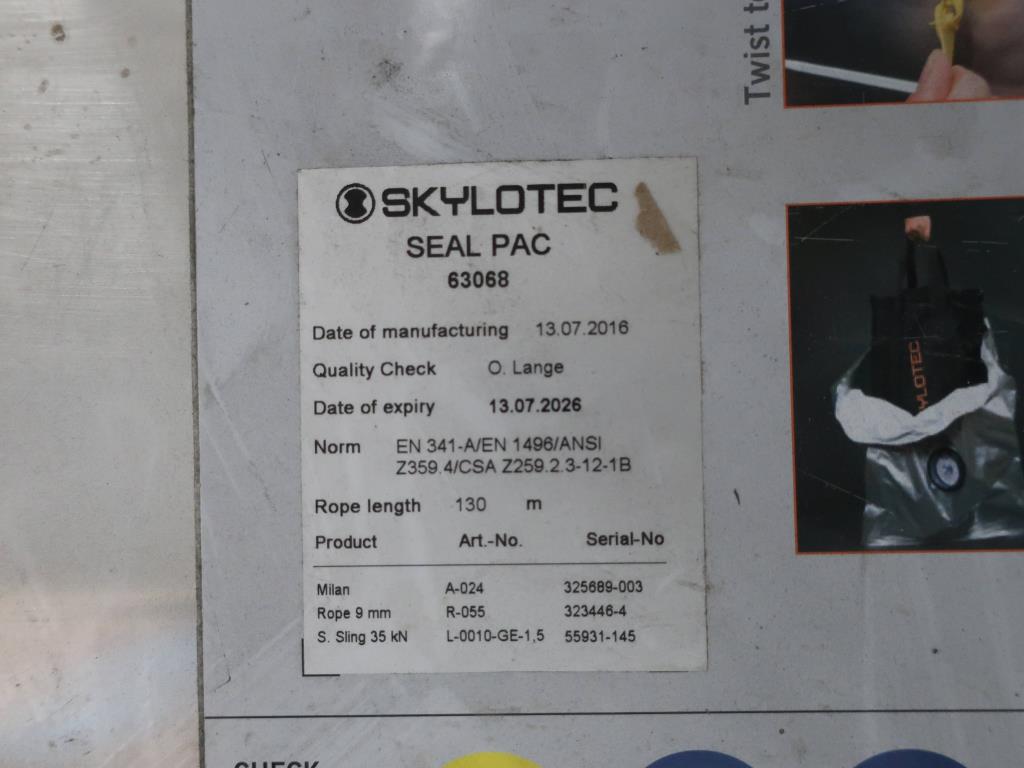 Twist to
SKYLOTEC
SEAL PAC
63068
Date of manufacturing 13.07.2016
Quality Check O. Lange
Date of expiry 13.07.2026
Norm EN 341-A/EN 1496/ANSI
Z359.4/CSA Z259.2.3-12-1B
Rope length 130 m
Product Art.-No. Serial-No
Milan A-024 325689-003
Rope 9 mm R-055 323446-4
S. Sling 35 kN L-0010-GE-1,5 55931-145
YLOTEC
CHECK